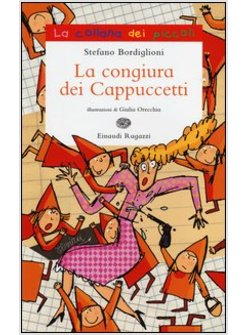 La collana dei piccoli
Stefano Bordiglioni
La congiura
dei Cappuccetti
illustrazioni di Giulia Orecchia
Einaudi Ragazzi